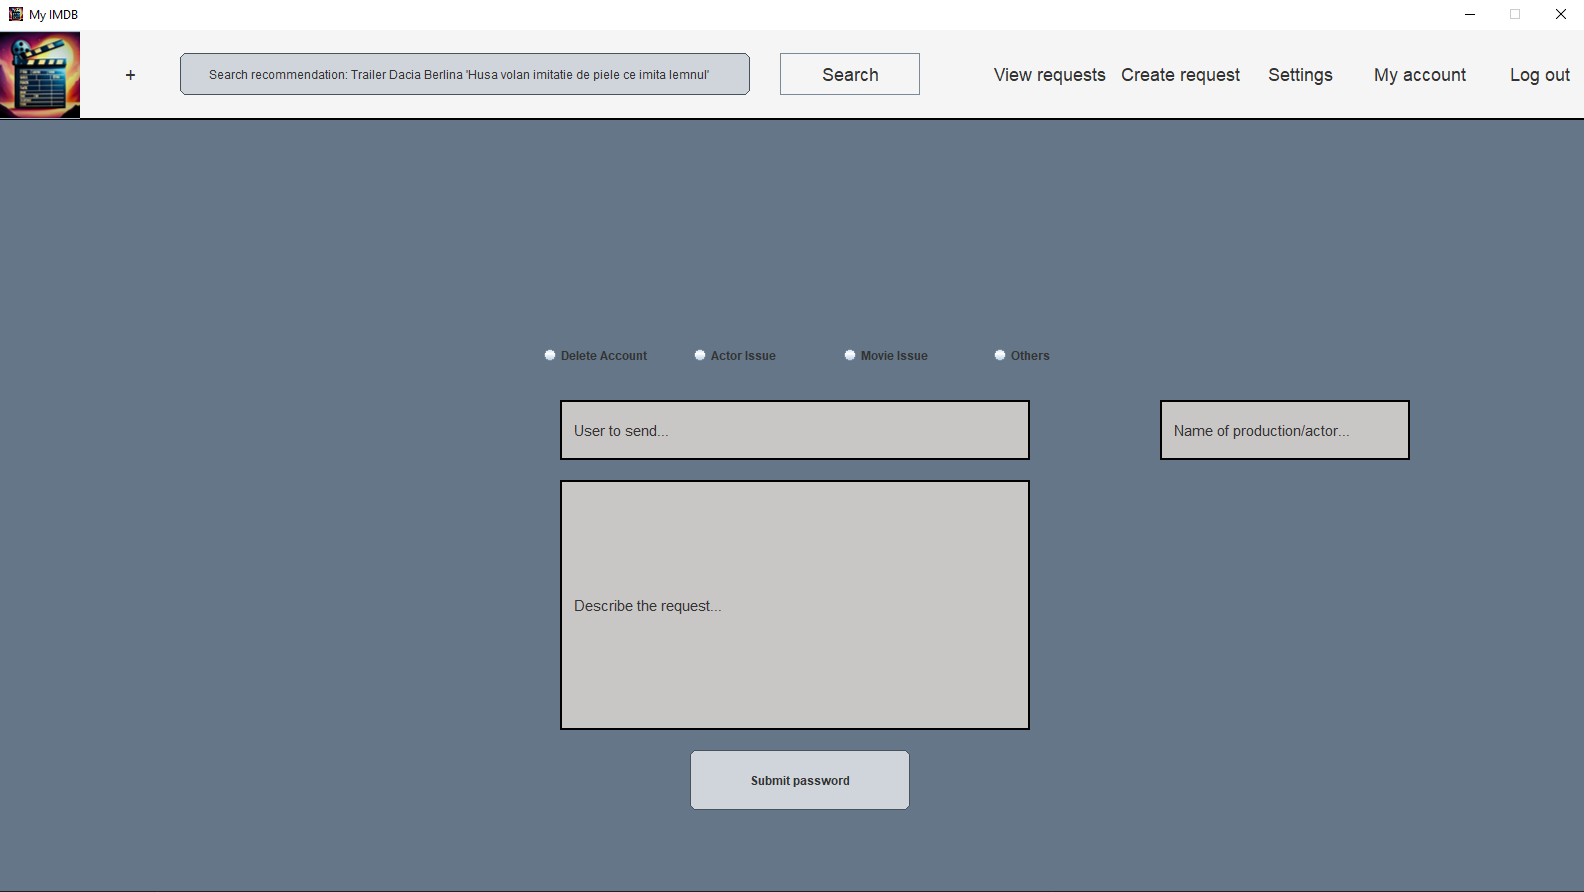 My IMDB
+
Search recommendation: Trailer Dacia Berlina 'Husa volan imitatie de piele ce imita lemnul'
Search
View requests
Create request
Settings
My account
Log out
Delete Account
Actor Issue
Movie Issue
Others
User to send...
Name of production/actor...
Describe the request...
Submit password